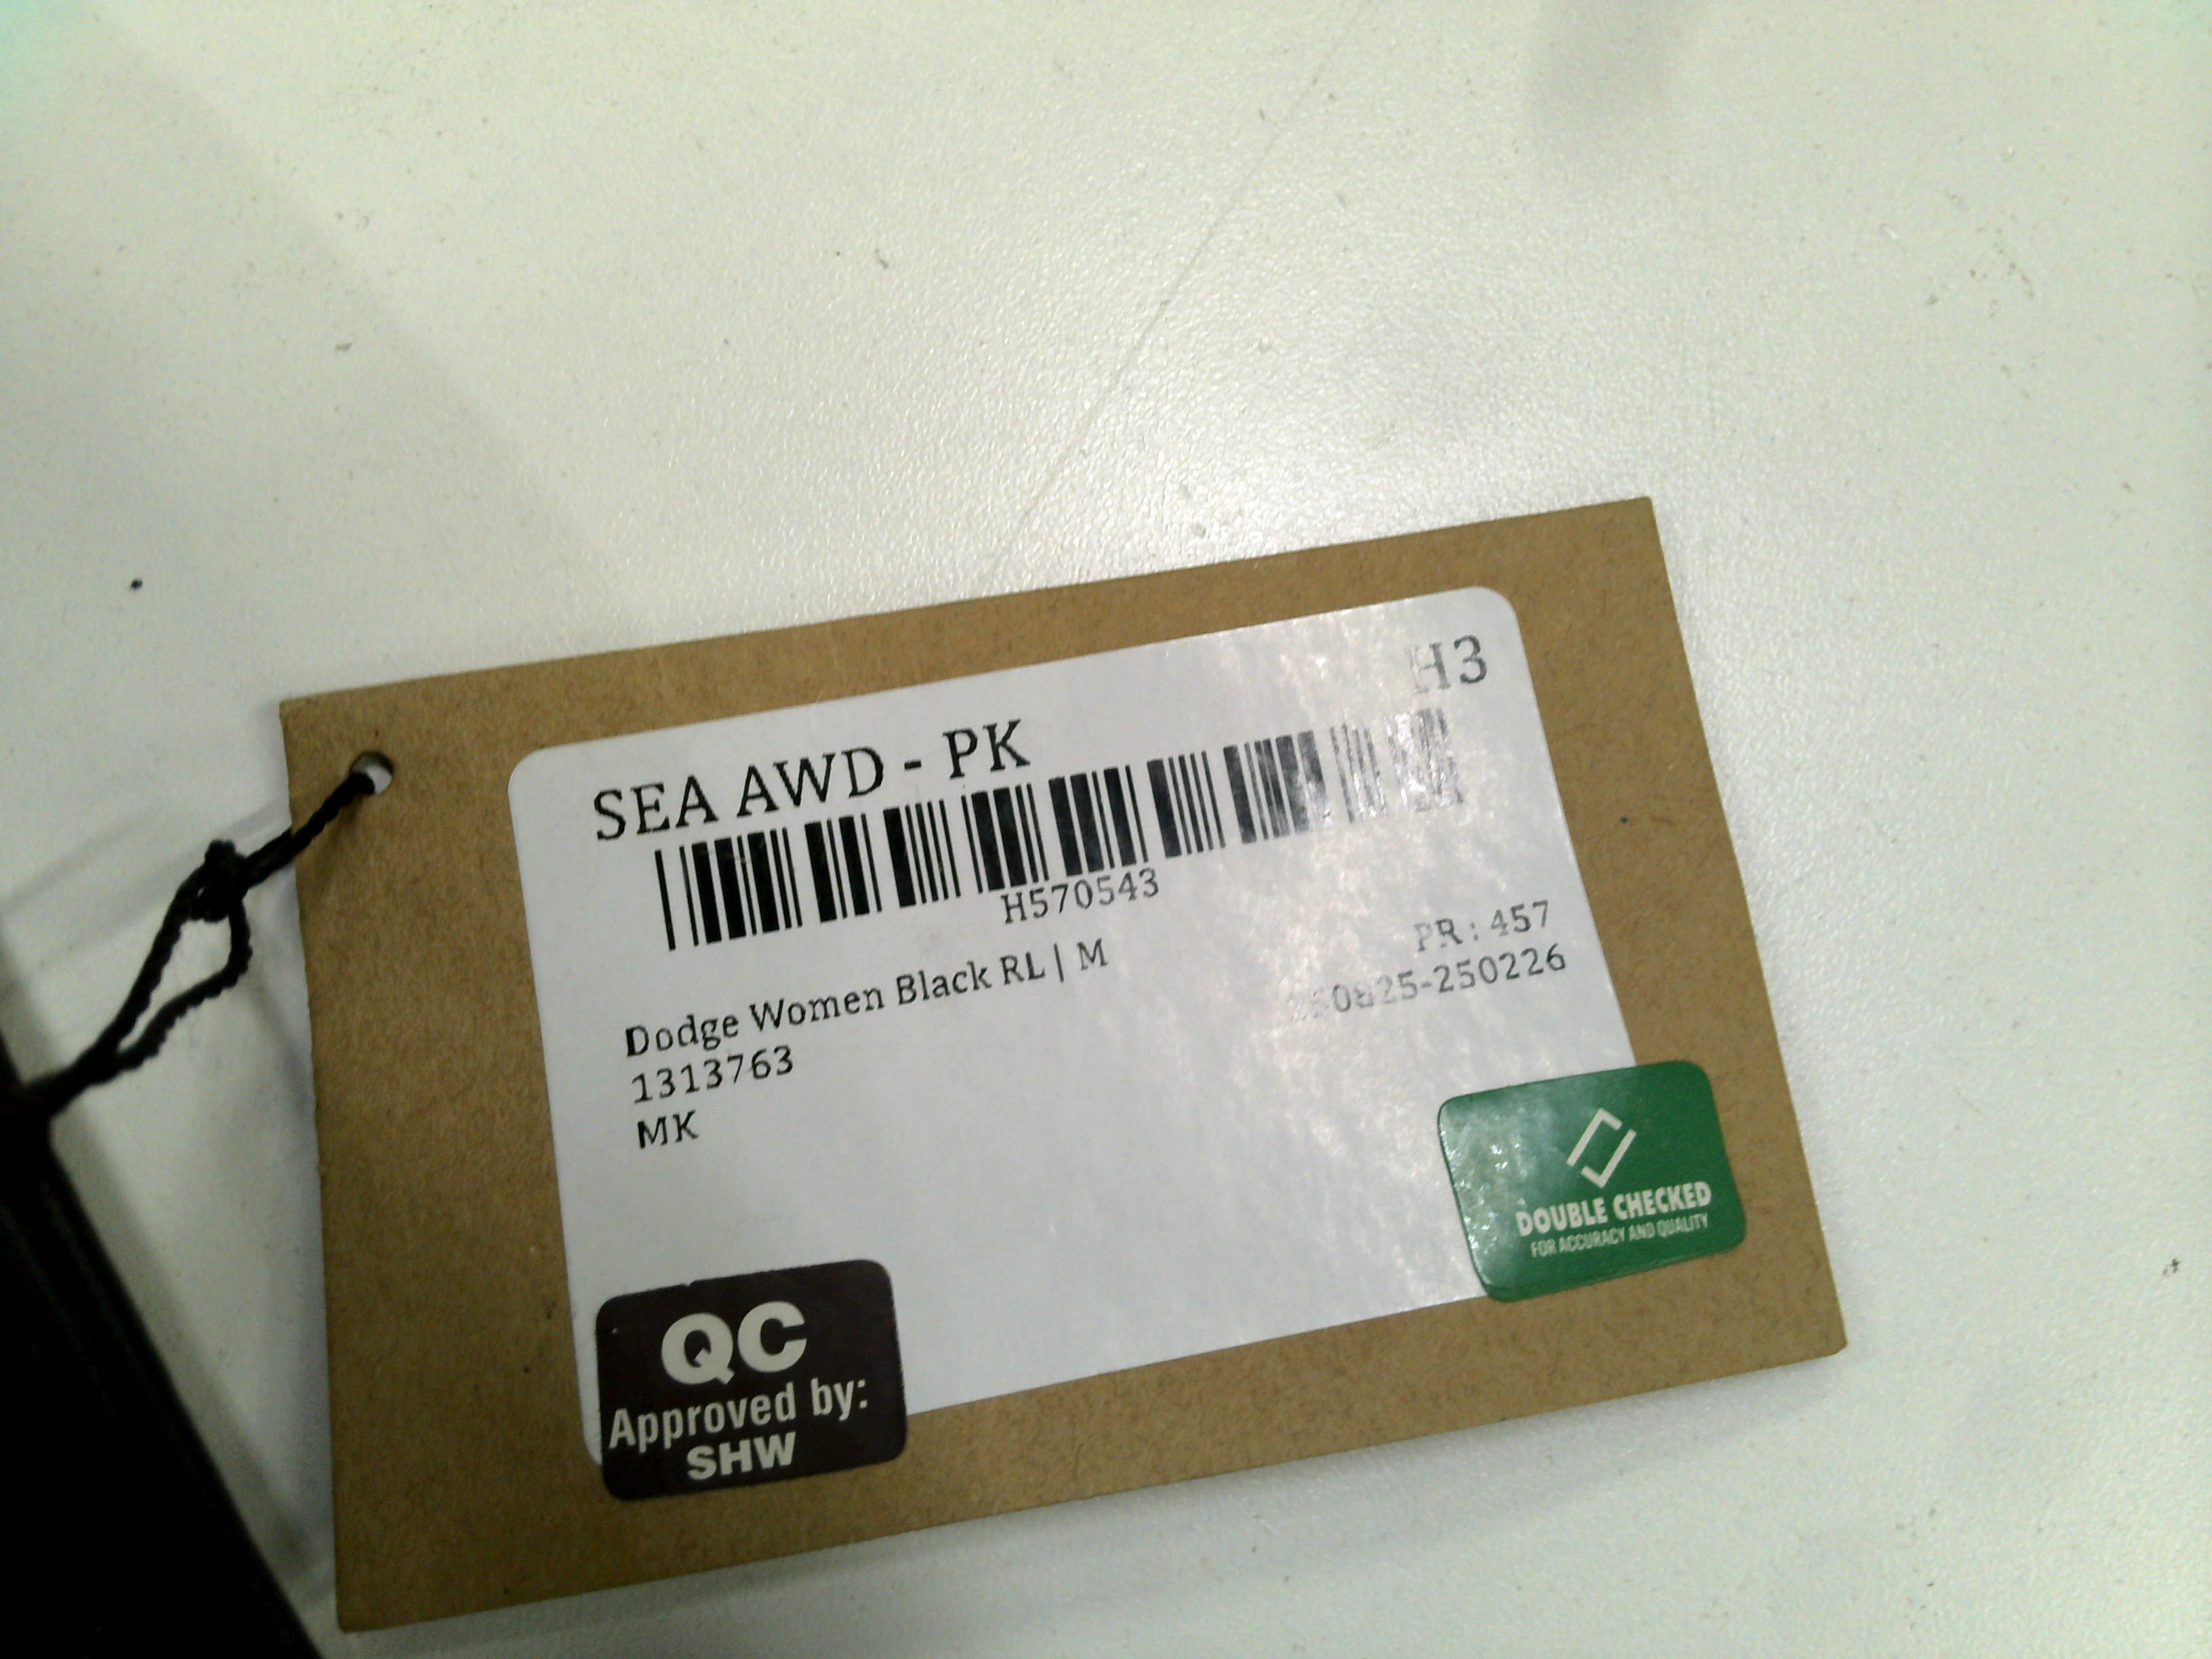 H3
SEA AWD - PK
H570543
Dodge Women Black RL | M
PR : 457
1313763
MK
DOUBLE CHECKED
FOR ACCURACY AND QUALITY
QC
Approved by:
SHW